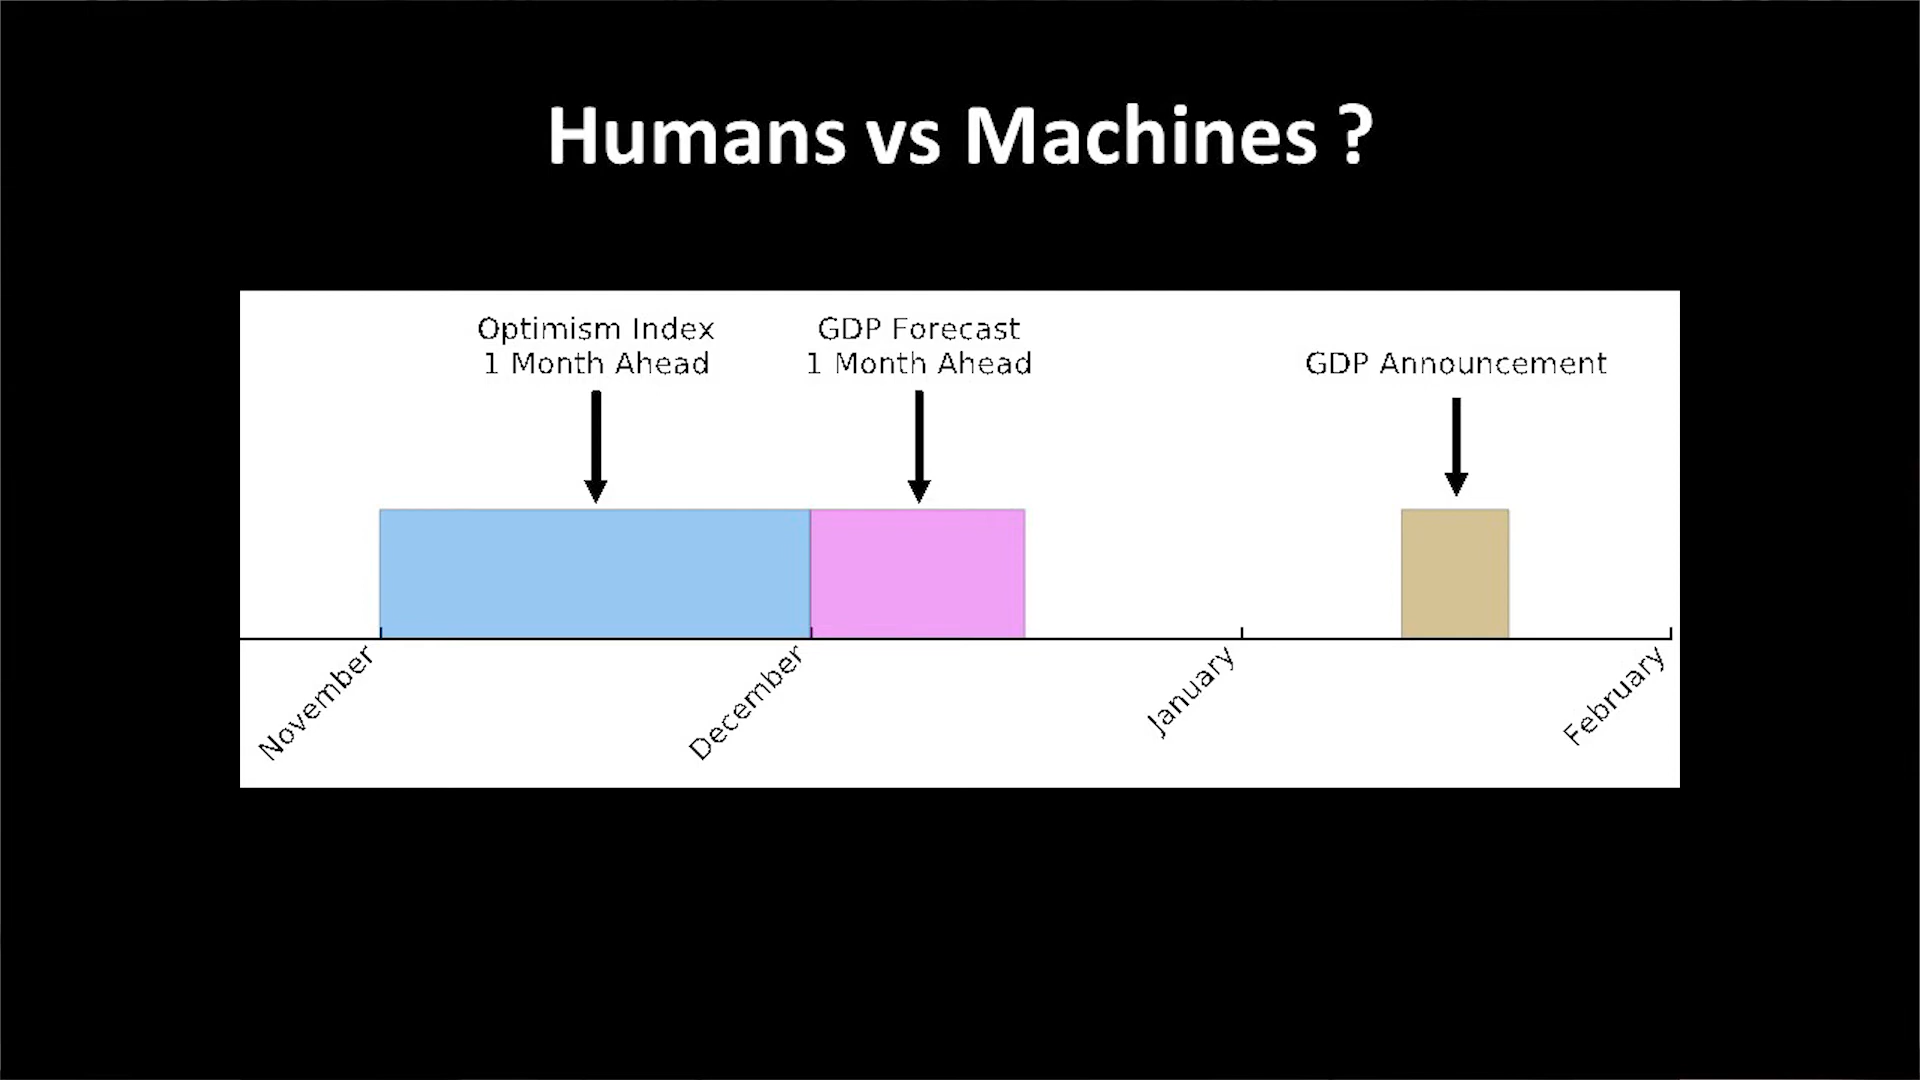 Humans vs Machines ?
Optimism Index
1 Month Ahead
GDP Forecast
1 Month Ahead
GDP Announcement
November
December
January
February